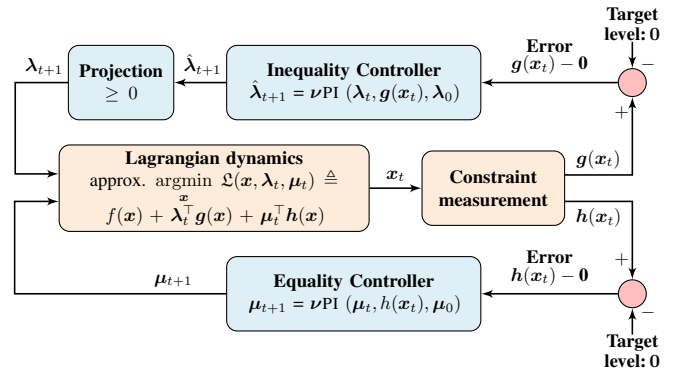 Target
level: 0
−
Error
g(x_t) − 0
+
λ_{t+1}
Projection
≥ 0
λ̂_{t+1}
Inequality Controller
λ̂_{t+1} = νPI (λ_t, g(x_t), λ_0)
Lagrangian dynamics
approx. argmin 𝔏(x, λ_t, μ_t) ≜
x
f(x) + λ_t^⊤ g(x) + μ_t^⊤ h(x)
x_t
Constraint
measurement
g(x_t)
h(x_t)
μ_{t+1}
Equality Controller
μ_{t+1} = νPI (μ_t, h(x_t), μ_0)
Error
h(x_t) − 0
+
−
Target
level: 0